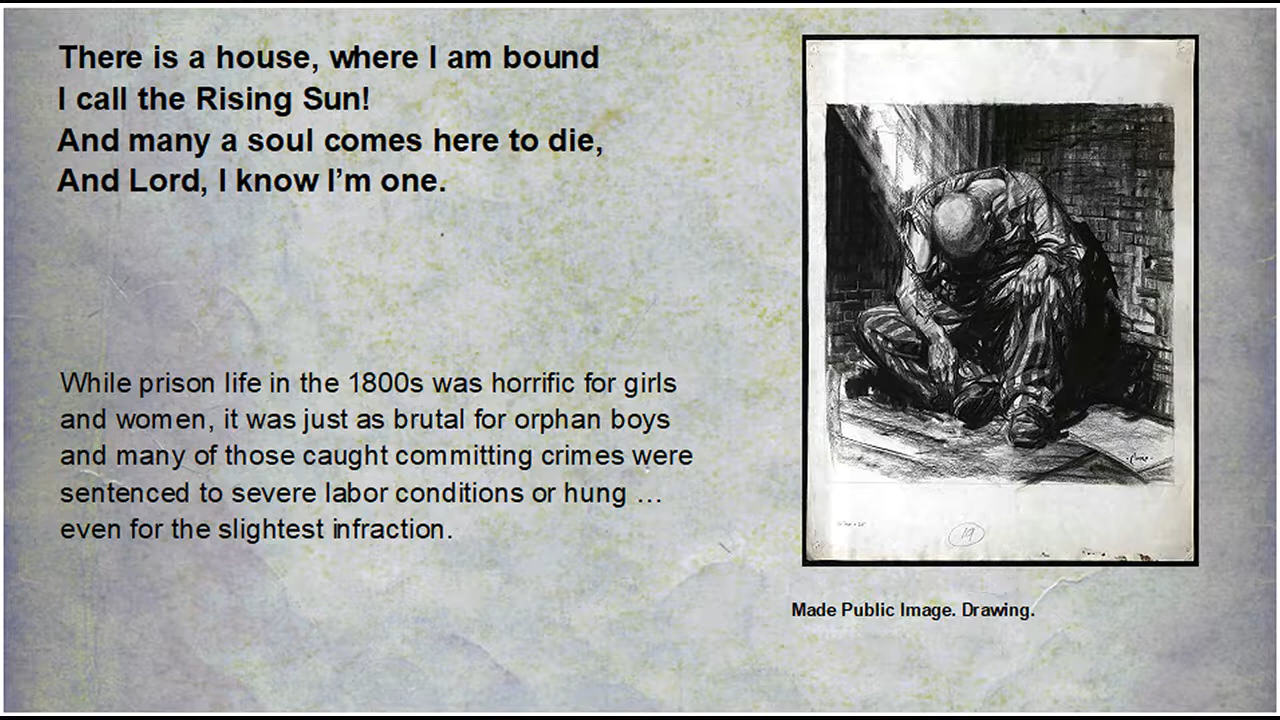 There is a house, where I am bound
I call the Rising Sun!
And many a soul comes here to die,
And Lord, I know I’m one.
While prison life in the 1800s was horrific for girls
and women, it was just as brutal for orphan boys
and many of those caught committing crimes were
sentenced to severe labor conditions or hung …
even for the slightest infraction.
19
Made Public Image. Drawing.